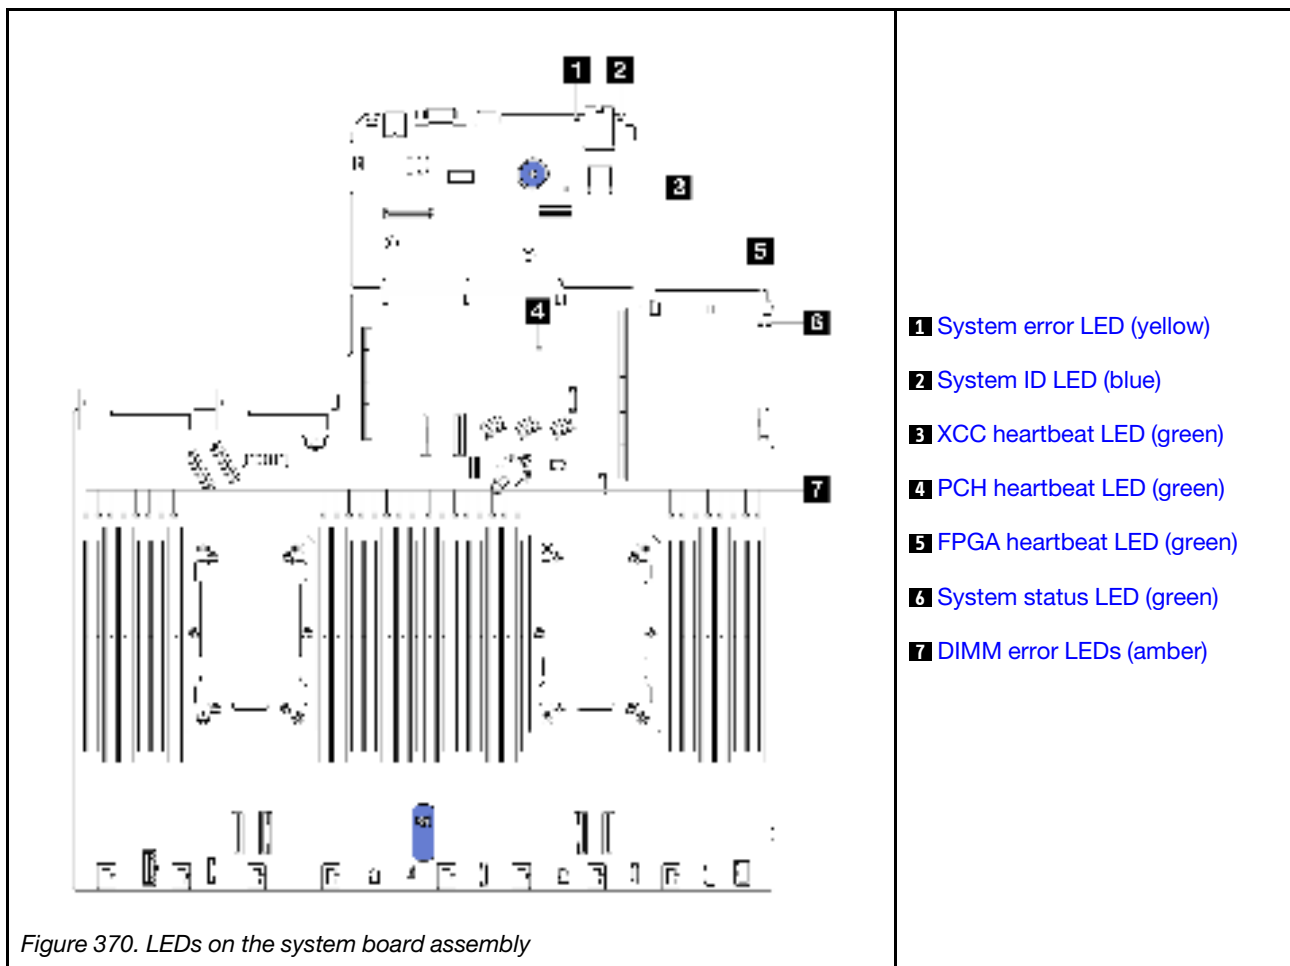 1 2
3
5
4
6
7
1 System error LED (yellow)
2 System ID LED (blue)
3 XCC heartbeat LED (green)
4 PCH heartbeat LED (green)
5 FPGA heartbeat LED (green)
6 System status LED (green)
7 DIMM error LEDs (amber)
Figure 370. LEDs on the system board assembly